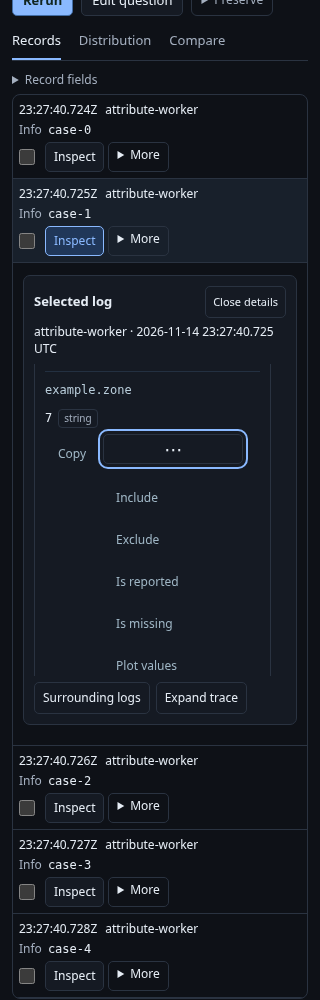 Rerun Edit question ▸ Preserve
Records Distribution Compare
▶ Record fields
23:27:40.724Z attribute-worker
Info case-0
Inspect ▶ More
23:27:40.725Z attribute-worker
Info case-1
Inspect ▶ More
Selected log Close details
attribute-worker · 2026-11-14 23:27:40.725
UTC
example.zone
7 string
Copy ···
Include
Exclude
Is reported
Is missing
Plot values
Surrounding logs Expand trace
23:27:40.726Z attribute-worker
Info case-2
Inspect ▶ More
23:27:40.727Z attribute-worker
Info case-3
Inspect ▶ More
23:27:40.728Z attribute-worker
Info case-4
Inspect ▶ More